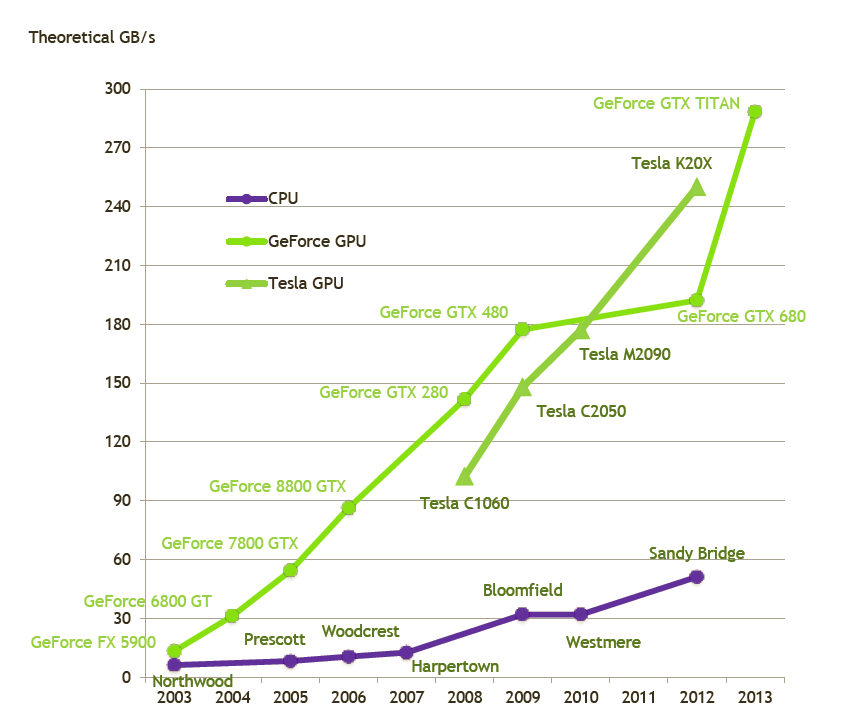 Theoretical GB/s
300
GeForce GTX TITAN
270
Tesla K20X
240
CPU
GeForce GPU
210
Tesla GPU
180
GeForce GTX 480
GeForce GTX 680
Tesla M2090
150
GeForce GTX 280
Tesla C2050
120
GeForce 8800 GTX
90
Tesla C1060
GeForce 7800 GTX
60
Sandy Bridge
GeForce 6800 GT
Bloomfield
30
Prescott
Woodcrest
Westmere
GeForce FX 5900
Harpertown
0
Northwood
2003 2004 2005 2006 2007 2008 2009 2010 2011 2012 2013